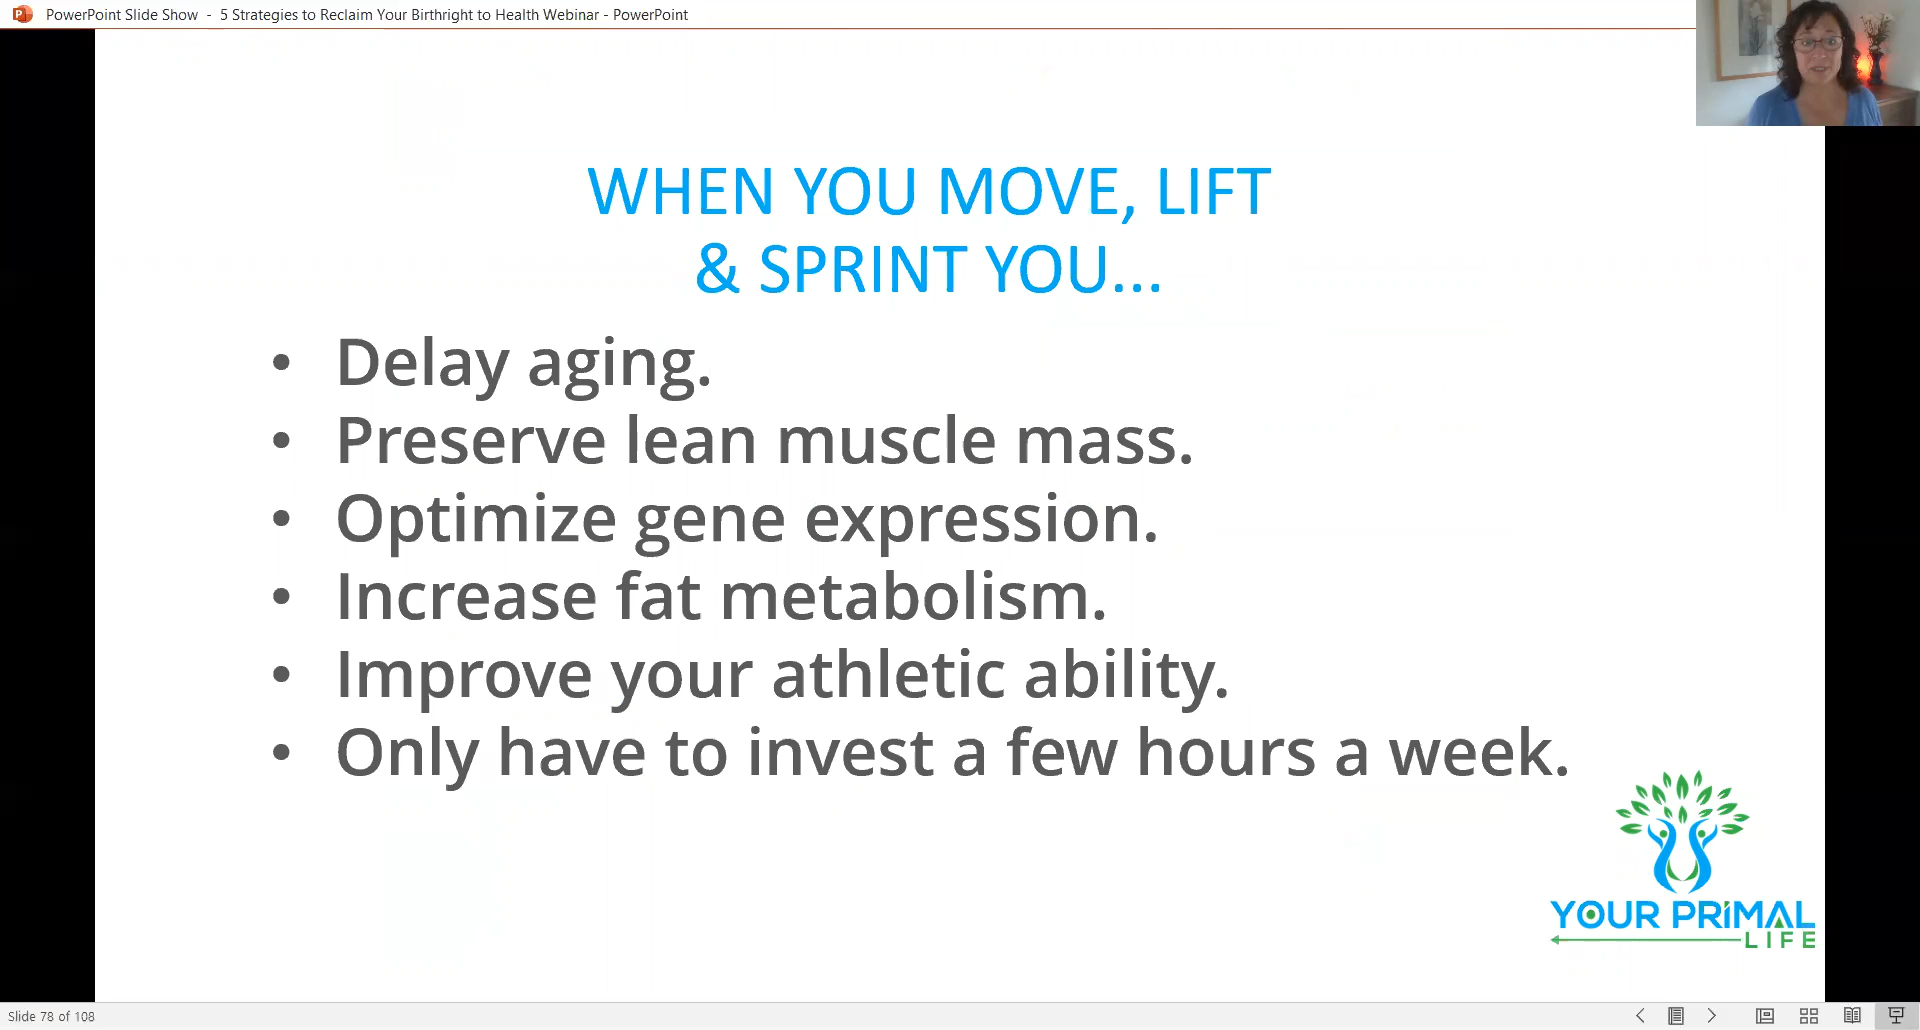 PowerPoint Slide Show - 5 Strategies to Reclaim Your Birthright to Health Webinar - PowerPoint
WHEN YOU MOVE, LIFT
& SPRINT YOU...
• Delay aging.
• Preserve lean muscle mass.
• Optimize gene expression.
• Increase fat metabolism.
• Improve your athletic ability.
• Only have to invest a few hours a week.
YOUR PRiMAL
LIFE
Slide 78 of 108